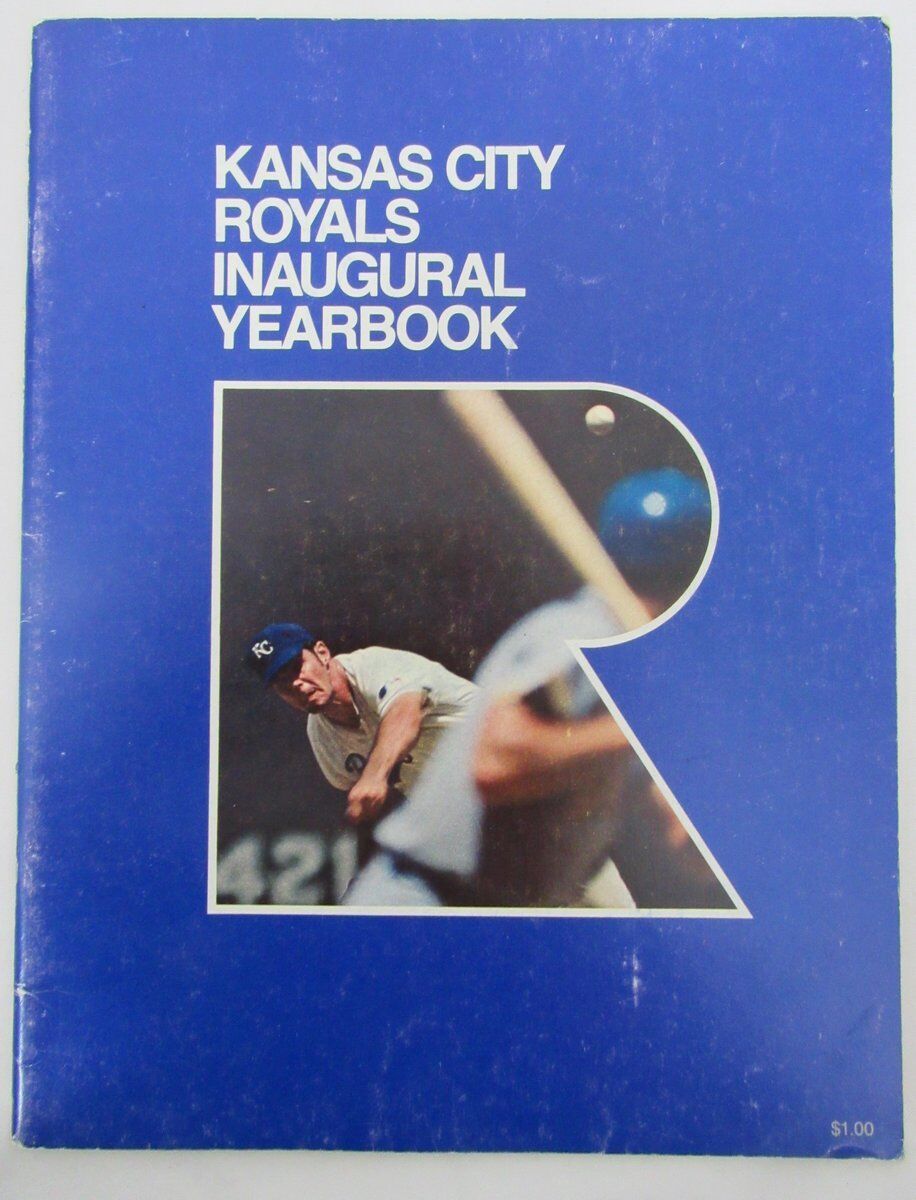 KANSAS CITY
ROYALS
INAUGURAL
YEARBOOK
KC
421
$1.00